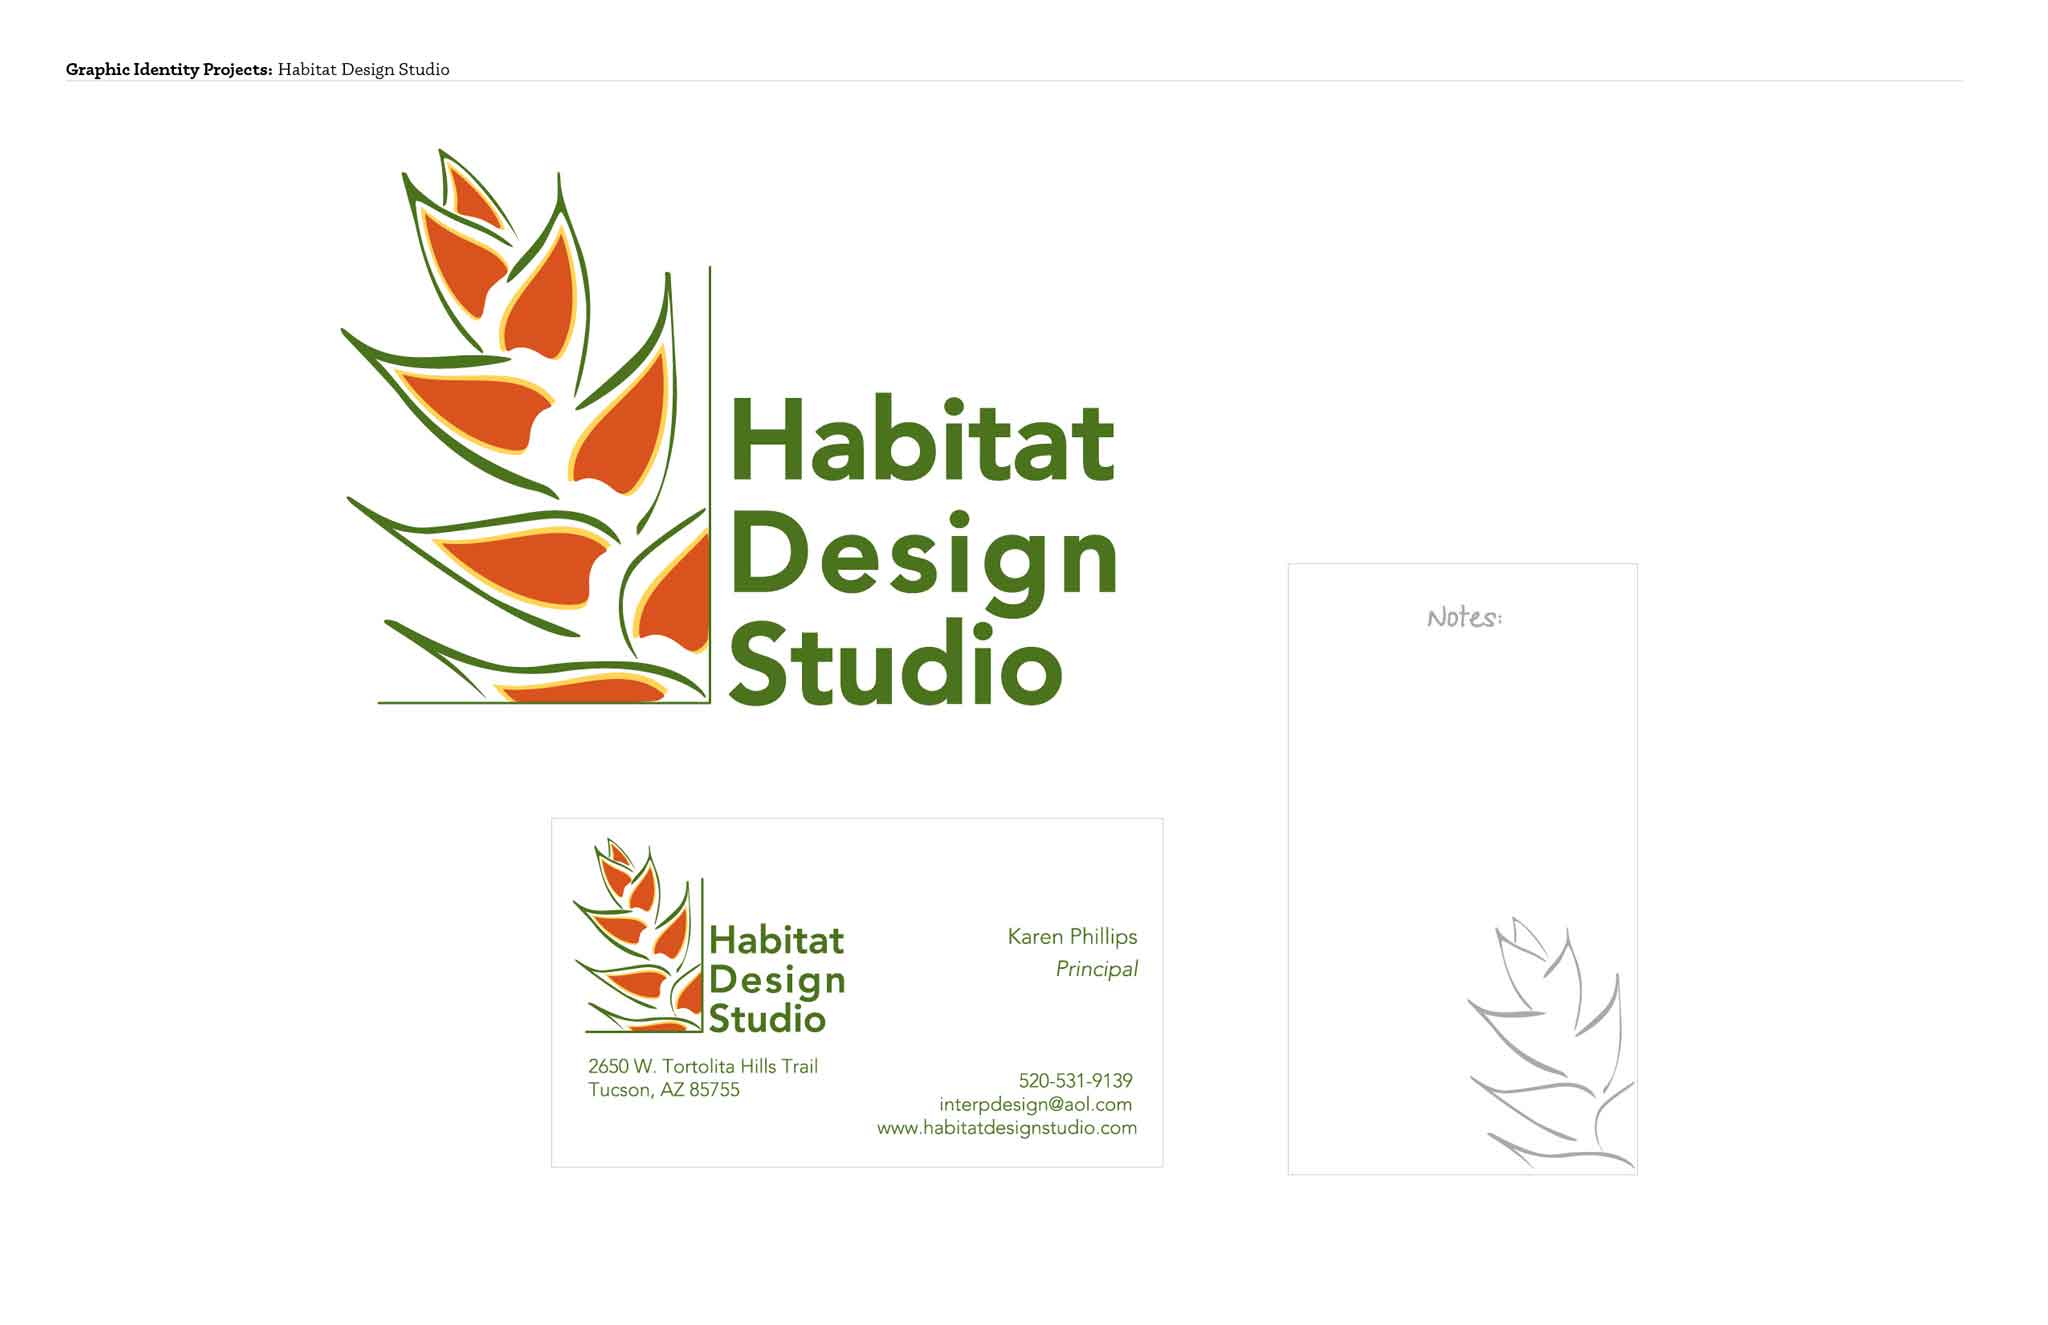 Graphic Identity Projects: Habitat Design Studio
Habitat
Design
Studio
Notes:
Habitat
Design
Studio
Karen Phillips
Principal
2650 W. Tortolita Hills Trail
Tucson, AZ 85755
520-531-9139
interpdesign@aol.com
www.habitatdesignstudio.com